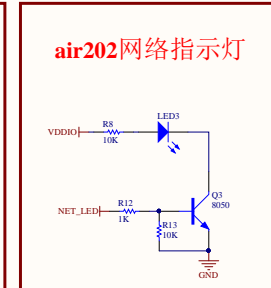 air202网络指示灯
LED3
R8
VDDIO
10K
Q3
8050
R12
NET_LED
1K
R13
10K
GND